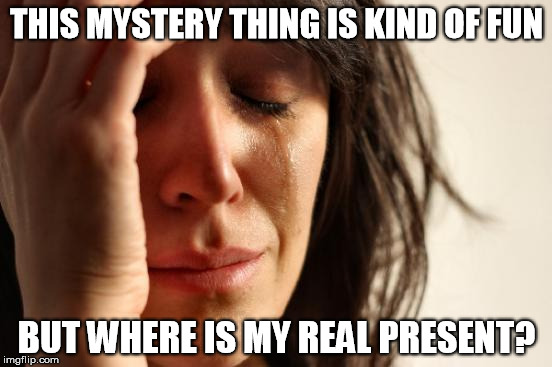 THIS MYSTERY THING IS KIND OF FUN
BUT WHERE IS MY REAL PRESENT?
imgflip.com